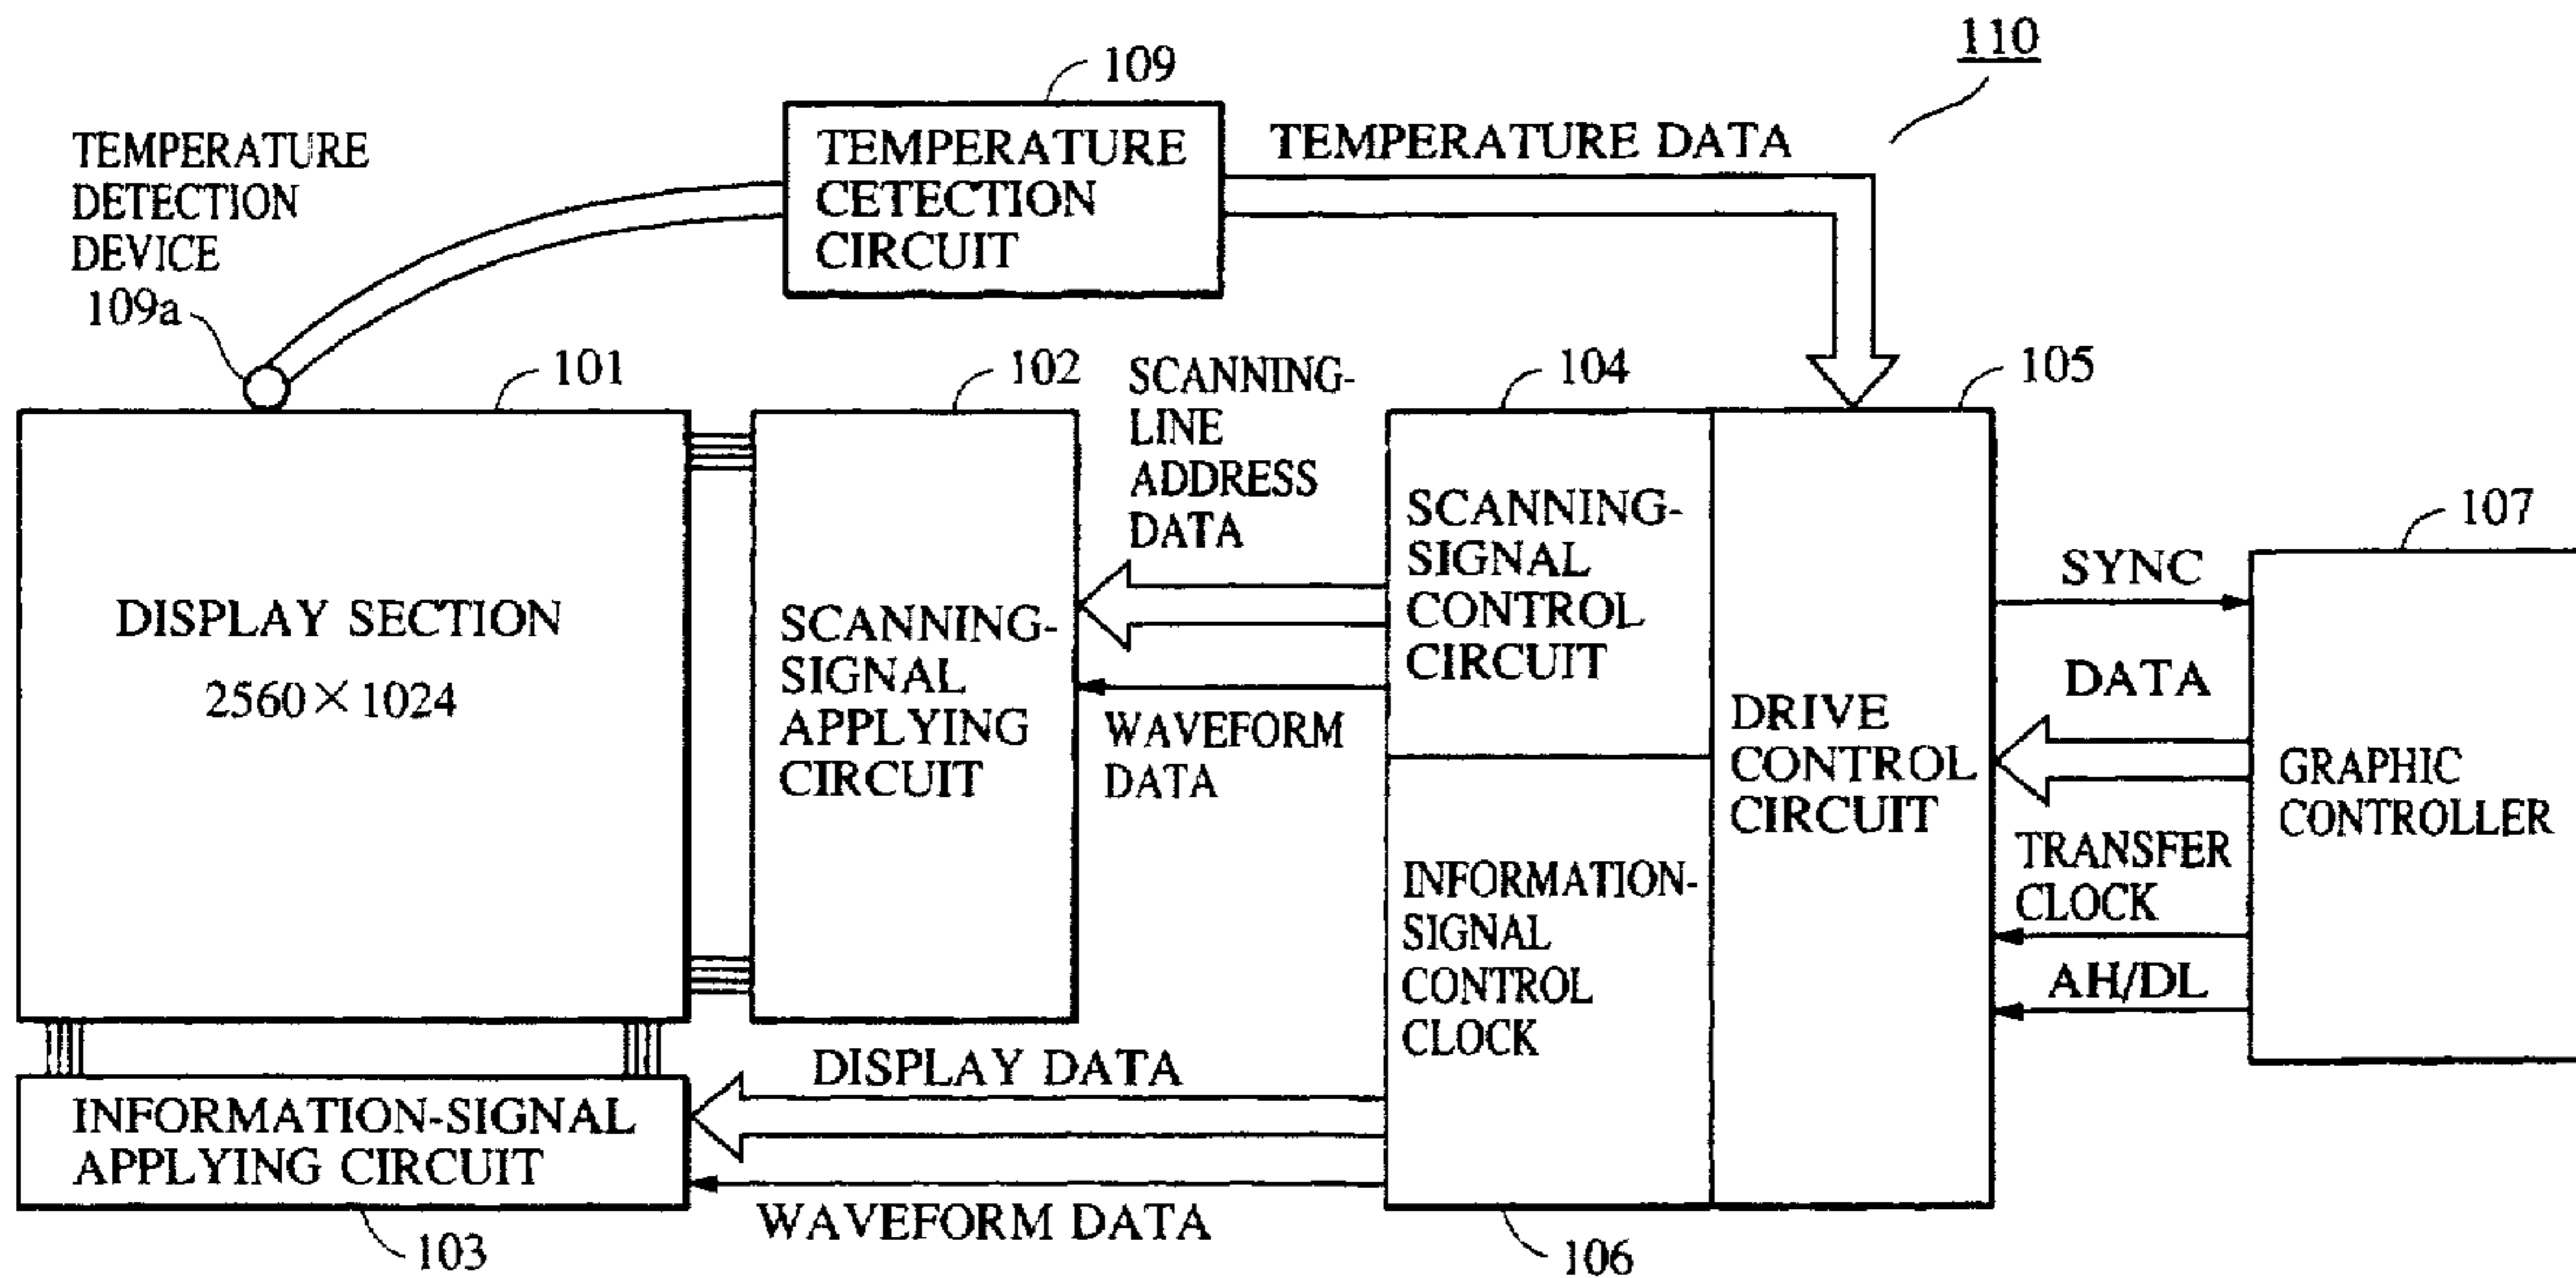 110
109
TEMPERATURE
DETECTION
DEVICE
109a
TEMPERATURE
CETECTION
CIRCUIT
TEMPERATURE DATA
101
102
SCANNING-
LINE
ADDRESS
DATA
104
105
DISPLAY SECTION
2560×1024
SCANNING-
SIGNAL
APPLYING
CIRCUIT
WAVEFORM
DATA
SCANNING-
SIGNAL
CONTROL
CIRCUIT
DRIVE
CONTROL
CIRCUIT
107
SYNC
DATA
TRANSFER
CLOCK
AH/DL
GRAPHIC
CONTROLLER
INFORMATION-
SIGNAL
CONTROL
CLOCK
DISPLAY DATA
INFORMATION-SIGNAL
APPLYING CIRCUIT
WAVEFORM DATA
103
106